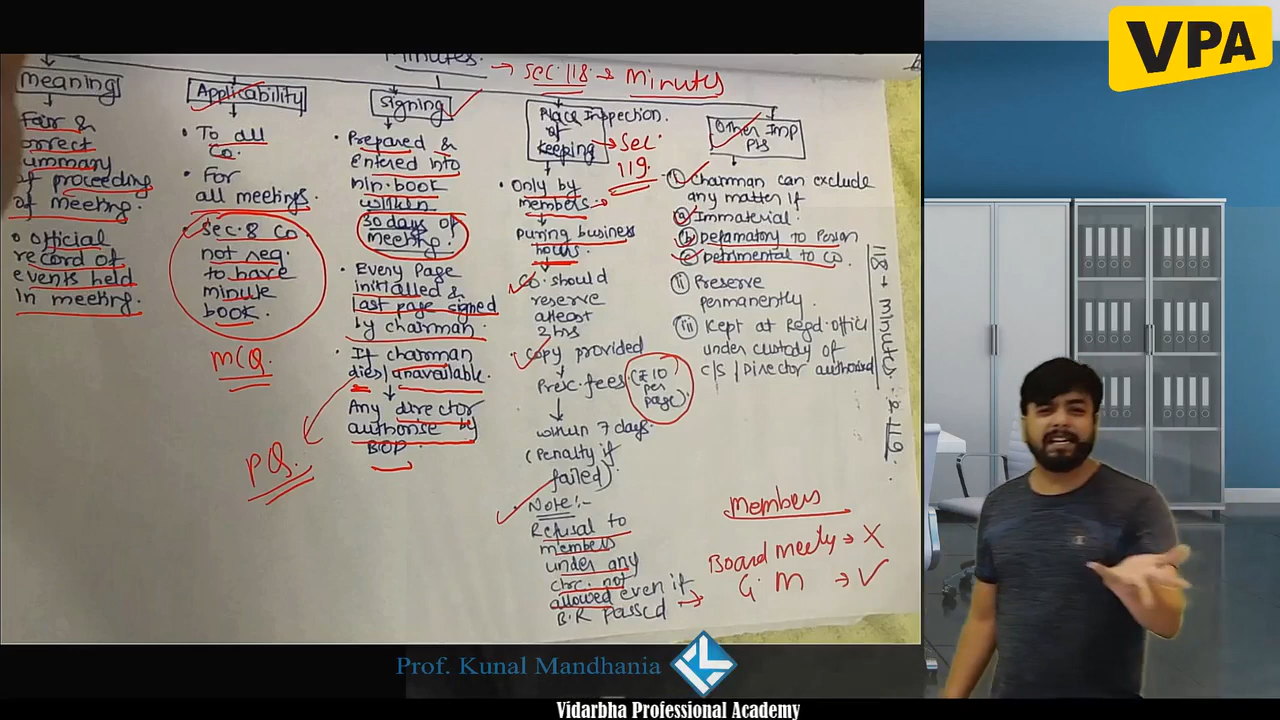 VPA
Minutes. → Sec.118 → Minutes
Meaning
Fair &
orrect
ummary
of proceeding
of meeting.
official
record of
events held
in meeting.
Applicability
• To all
Co.
• For
all meetings
• Sec.8 Co
not req.
to have
minute
book.
MCQ
Signing
• Prepared &
Entered into
min.book
within
30 days of
meeting.
• Every Page
initialled &
last page signed
by chairman
• If chairman
dies/unavailable.
Any director
authorise by
BOD.
PQ.
Place Inspection.
of
keeping → Sec
119.
• Only by
members →
During business
hours.
Co. should
reserve
atleast
2 hrs
Copy provided
Presc. fees (₹10
per
page).
within 7 days.
(Penalty if
failed)
Note:-
Refusal to
members
under any
circ. not
allowed even if
B.R passed →
Other Imp
Pts
(i) Chairman can exclude
any matter if
(a) Immaterial.
(b) Defamatory to Person
(c) Detrimental to Co.
(ii) Preserve
permanently.
(iii) Kept at Regd. office
under custody of
C/S / Director authorised
118 + Minutes. & 119.
Members
Board meety → X
G. M → ✓
Prof. Kunal Mandhania
Vidarbha Professional Academy